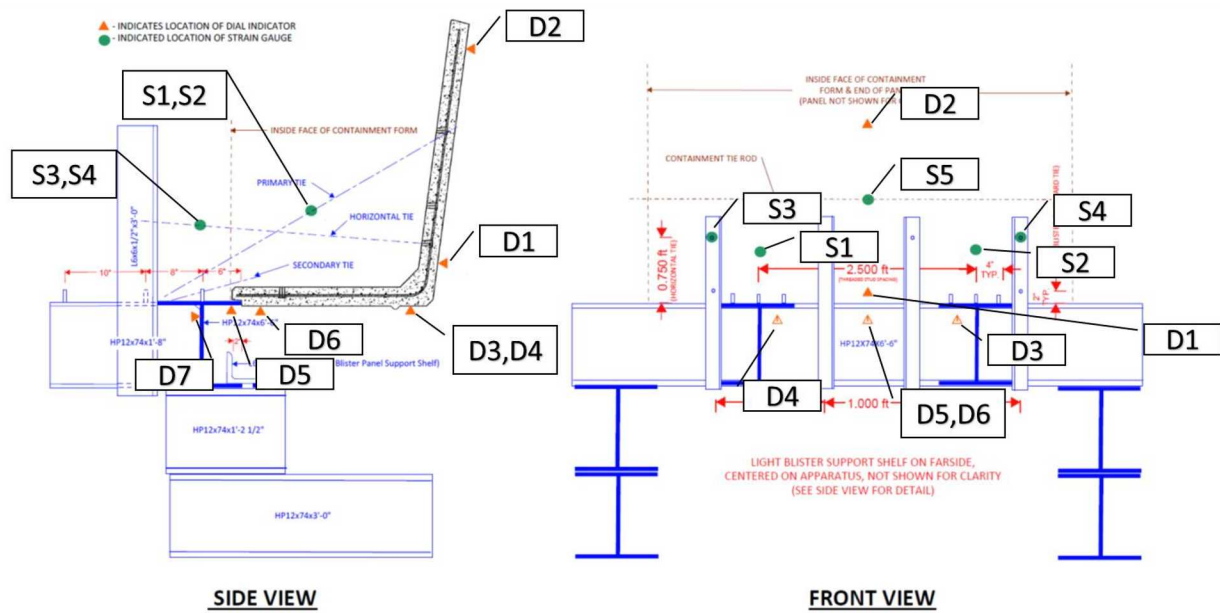 - INDICATES LOCATION OF DIAL INDICATOR
- INDICATED LOCATION OF STRAIN GAUGE
D2
S1,S2
INSIDE FACE OF CONTAINMENT FORM
S3,S4
PRIMARY TIE
HORIZONTAL TIE
L6x6x1/2"x3'-0"
D1
SECONDARY TIE
10"
8"
6"
HP12x74x1'-8"
HP12x74x6'-6"
D6
D3,D4
2"
D7
D5
Blister Panel Support Shelf)
HP12x74x1'-2 1/2"
HP12x74x3'-0"
SIDE VIEW
INSIDE FACE OF CONTAINMENT
FORM & END OF
(PANEL NOT SHOWN FOR
D2
CONTAINMENT TIE ROD
S5
S3
S4
S1
S2
0.750 ft
(HORIZONTAL TIE)
2.500 ft
(THREADED STUD SPACING)
4"
TYP.
2"
TYP.
HP12X74X6'-6"
D3
D1
D4
1.000 ft
D5,D6
LIGHT BLISTER SUPPORT SHELF ON FARSIDE,
CENTERED ON APPARATUS, NOT SHOWN FOR CLARITY
(SEE SIDE VIEW FOR DETAIL)
FRONT VIEW